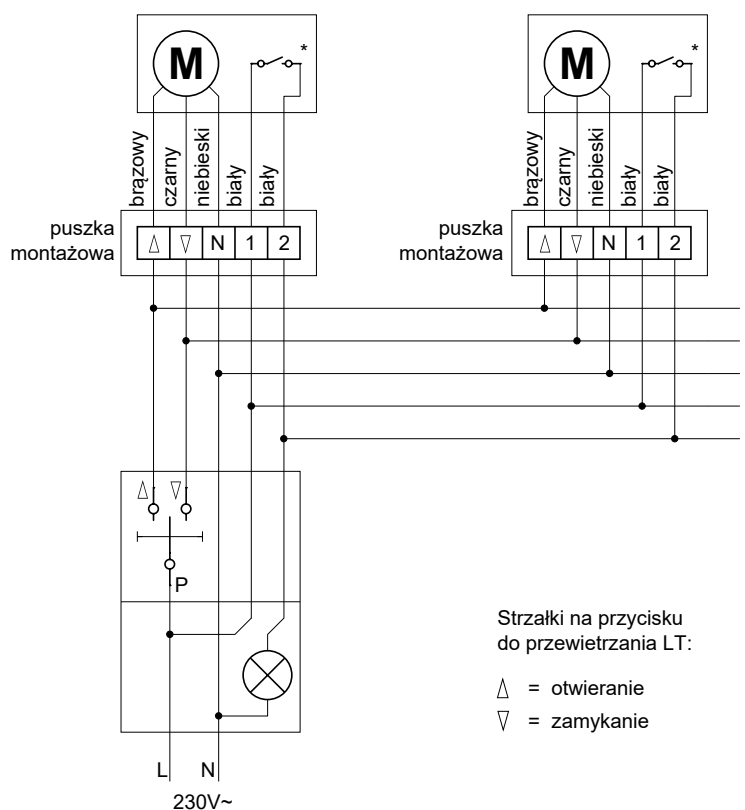 M
*
M
*
brązowy
czarny
niebieski
biały
biały
brązowy
czarny
niebieski
biały
biały
puszka
montażowa
N 1 2
puszka
montażowa
N 1 2
P
Strzałki na przycisku
do przewietrzania LT:
= otwieranie
= zamykanie
L N
230V~